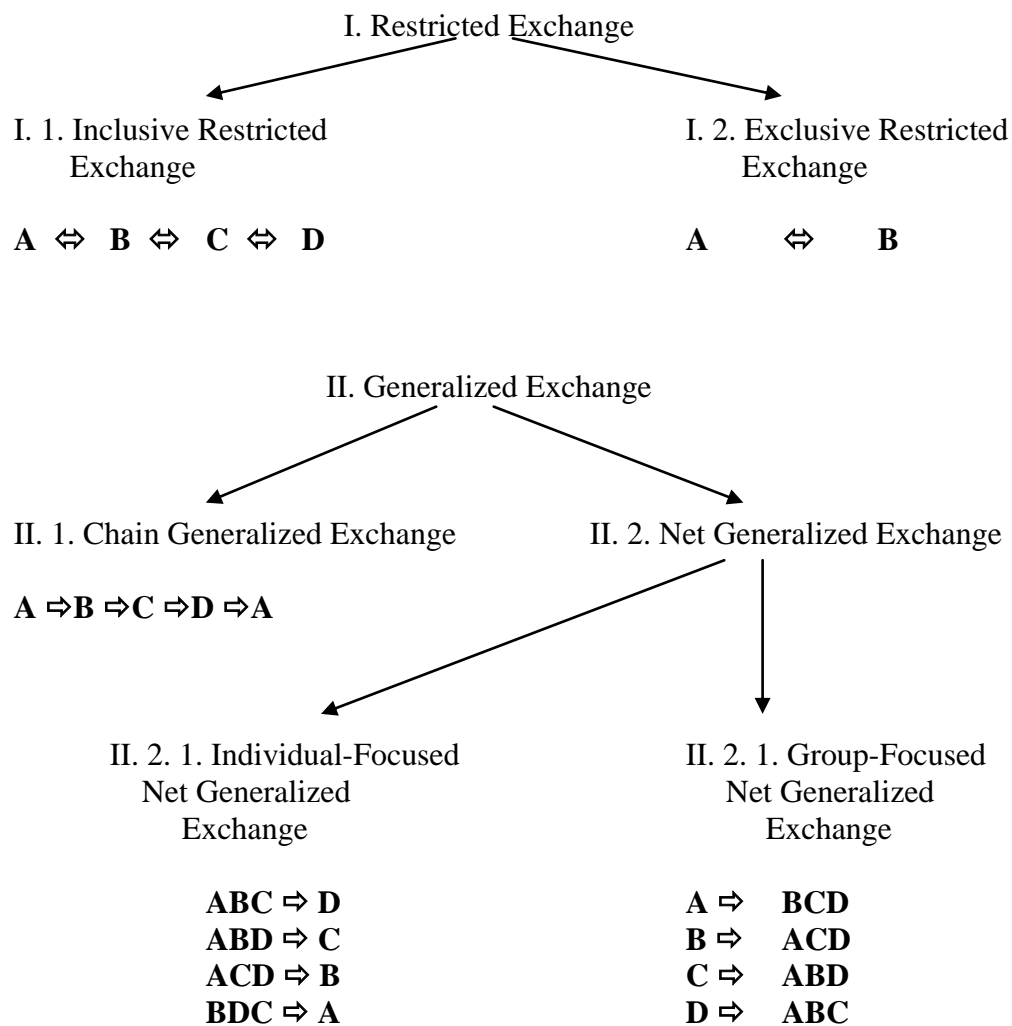 I. Restricted Exchange
I. 1. Inclusive Restricted
Exchange
I. 2. Exclusive Restricted
Exchange
A ⇔ B ⇔ C ⇔ D
A ⇔ B
II. Generalized Exchange
II. 1. Chain Generalized Exchange
II. 2. Net Generalized Exchange
A ⇨B ⇨C ⇨D ⇨A
II. 2. 1. Individual-Focused
Net Generalized
Exchange
II. 2. 1. Group-Focused
Net Generalized
Exchange
ABC ⇨ D
ABD ⇨ C
ACD ⇨ B
BDC ⇨ A
A ⇨ BCD
B ⇨ ACD
C ⇨ ABD
D ⇨ ABC